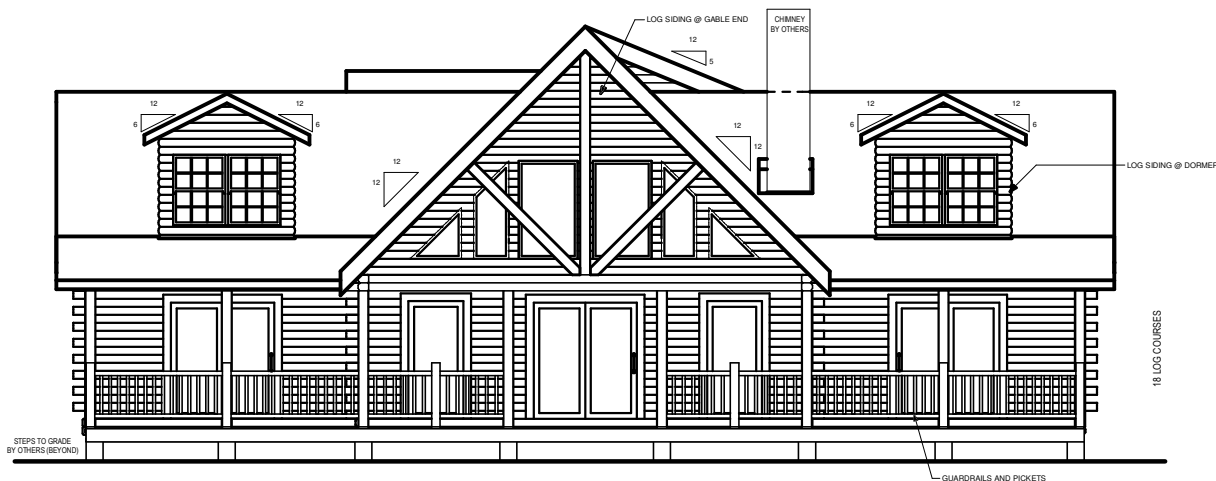 LOG SIDING @ GABLE END
CHIMNEY
BY OTHERS
12
5
12
6
12
6
12
6
12
6
12
12
12
12
LOG SIDING @ DORMER
18 LOG COURSES
STEPS TO GRADE
BY OTHERS (BEYOND)
GUARDRAILS AND PICKETS